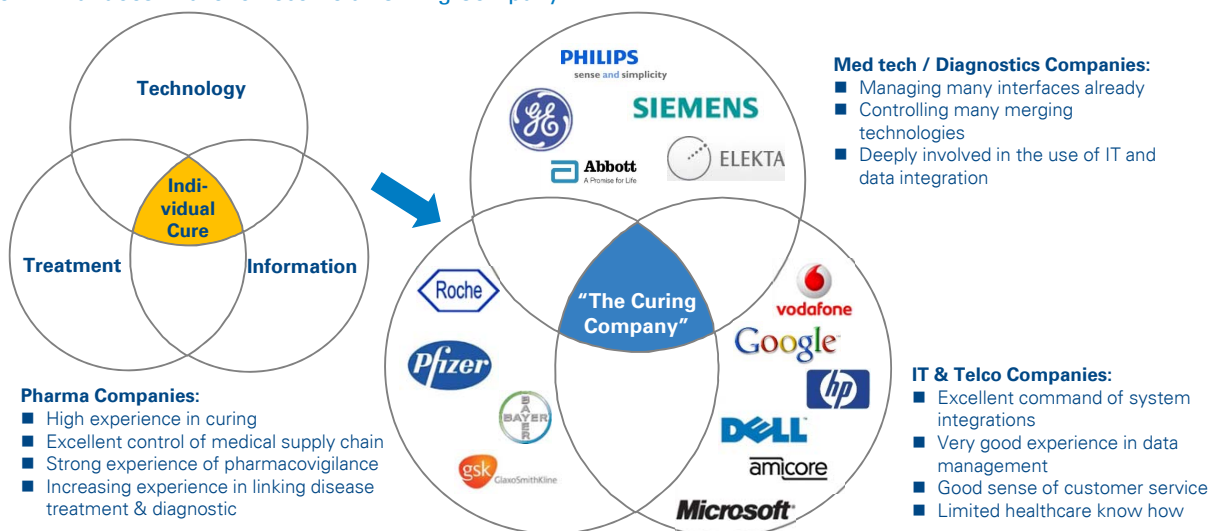 Technology
Indi-
vidual
Cure
Treatment
Information
Pharma Companies:
High experience in curing
Excellent control of medical supply chain
Strong experience of pharmacovigilance
Increasing experience in linking disease
treatment & diagnostic
PHILIPS
sense and simplicity
GE
SIEMENS
Abbott
A Promise for Life
ELEKTA
"The Curing
Company"
Roche
Pfizer
BAYER
BAYER
gsk
GlaxoSmithKline
vodafone
Google™
hp
DELL™
amicore
Microsoft®
Med tech / Diagnostics Companies:
Managing many interfaces already
Controlling many merging
technologies
Deeply involved in the use of IT and
data integration
IT & Telco Companies:
Excellent command of system
integrations
Very good experience in data
management
Good sense of customer service
Limited healthcare know how